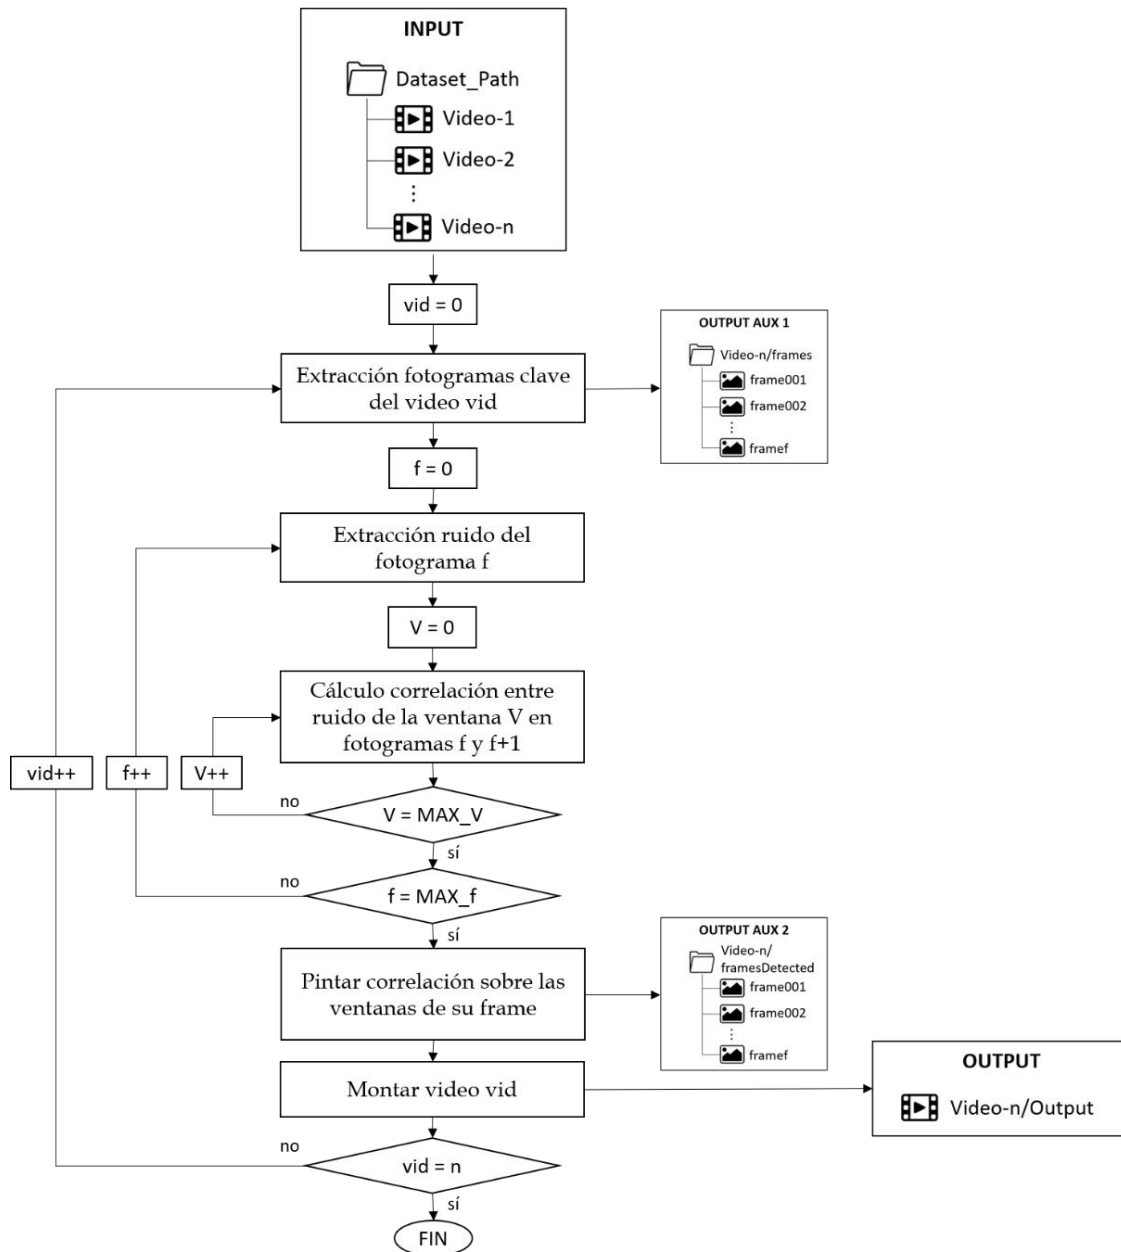 INPUT
Dataset_Path
Video-1
Video-2
Video-n
vid = 0
Extracción fotogramas clave
del video vid
OUTPUT AUX 1
Video-n/frames
frame001
frame002
framef
f = 0
Extracción ruido del
fotograma f
V = 0
Cálculo correlación entre
ruido de la ventana V en
fotogramas f y f+1
vid++
f++
V++
no
V = MAX_V
sí
no
f = MAX_f
sí
Pintar correlación sobre las
ventanas de su frame
OUTPUT AUX 2
Video-n/
framesDetected
frame001
frame002
framef
Montar video vid
OUTPUT
Video-n/Output
no
vid = n
sí
FIN